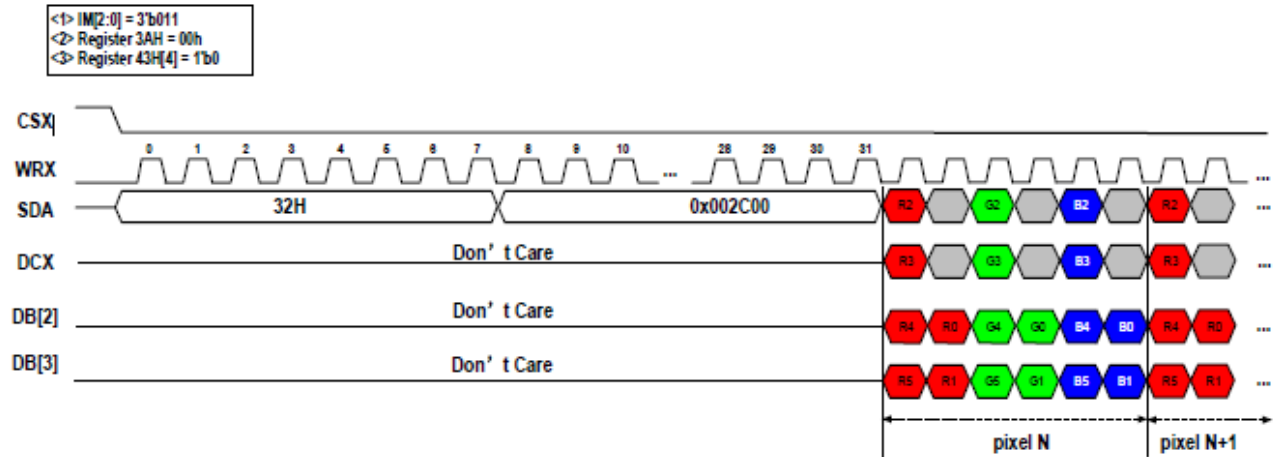 <1> IM[2:0] = 3'b011
<2> Register 3AH = 00h
<3> Register 43H[4] = 1'b0
CSX
0 1 2 3 4 5 6 7 8 9 10 28 29 30 31
WRX ... ...
SDA 32H 0x002C00 R2 G2 B2 R2 ...
DCX Don't Care R3 G3 B3 R3 ...
DB[2] Don't Care R4 R0 G4 G0 B4 B0 R4 R0 ...
DB[3] Don't Care R5 R1 G5 G1 B5 B1 R5 R1 ...
pixel N pixel N+1